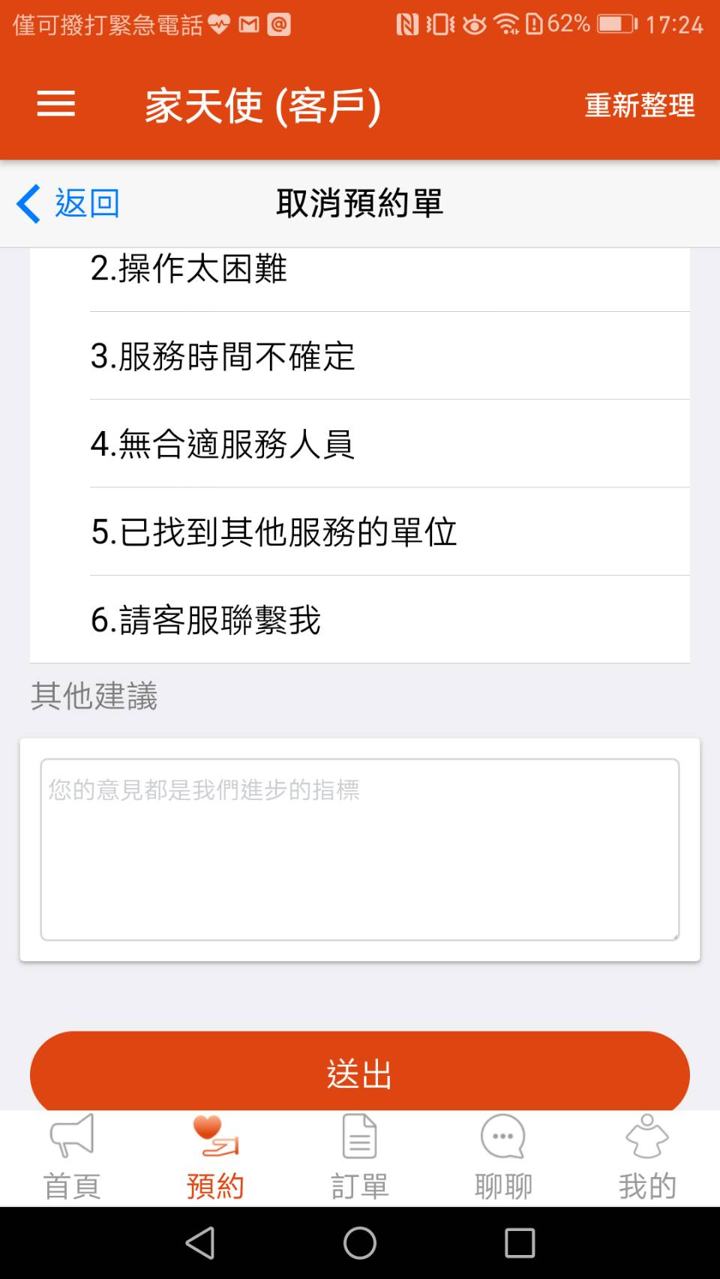 僅可撥打緊急電話 62% 17:24
家天使 (客戶) 重新整理
返回 取消預約單
2.操作太困難
3.服務時間不確定
4.無合適服務人員
5.已找到其他服務的單位
6.請客服聯繫我
其他建議
您的意見都是我們進步的指標
送出
首頁 預約 訂單 聊聊 我的